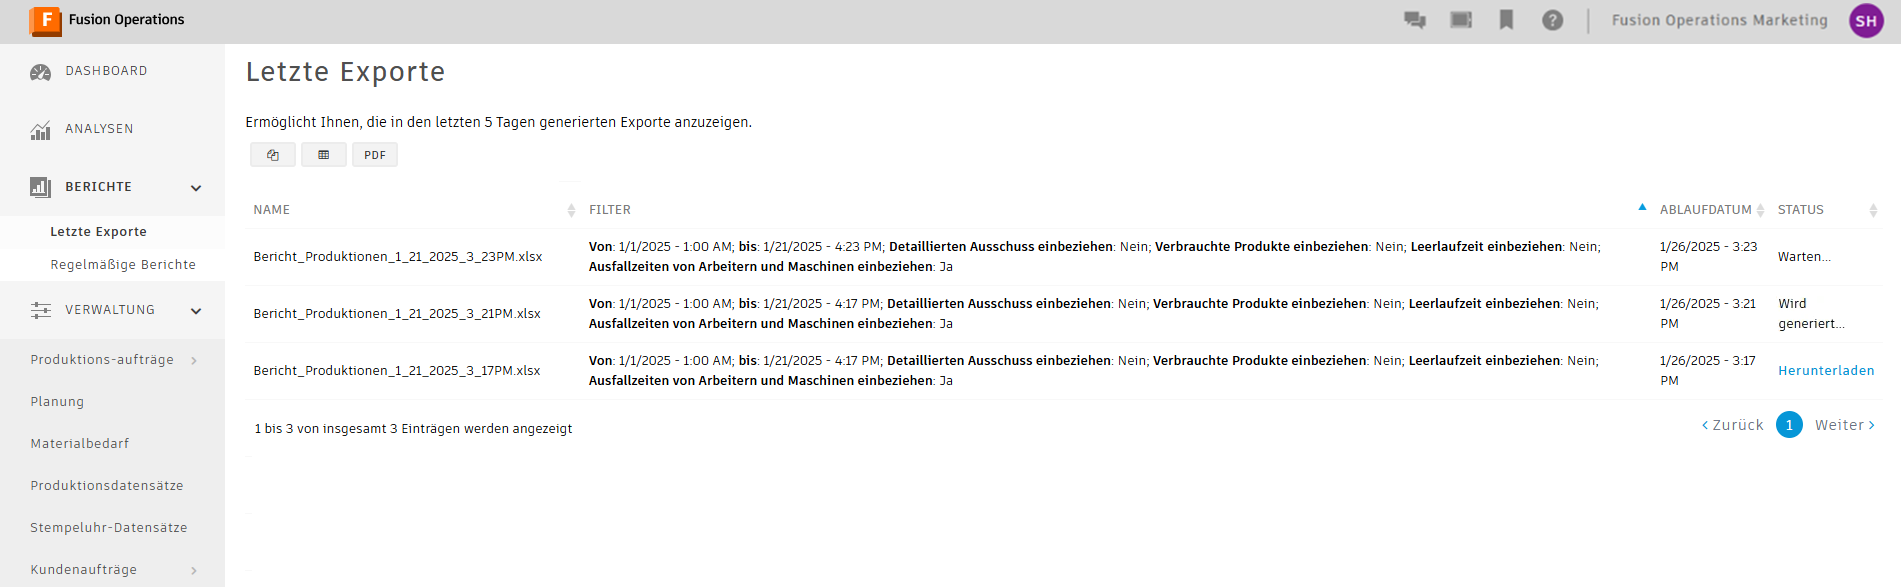 Fusion Operations
Fusion Operations Marketing
SH
DASHBOARD
ANALYSEN
BERICHTE
Letzte Exporte
Regelmäßige Berichte
VERWALTUNG
Produktions-aufträge
Planung
Materialbedarf
Produktionsdatensätze
Stempeluhr-Datensätze
Kundenaufträge
Letzte Exporte
Ermöglicht Ihnen, die in den letzten 5 Tagen generierten Exporte anzuzeigen.
PDF
NAME FILTER ABLAUFDATUM STATUS
Bericht_Produktionen_1_21_2025_3_23PM.xlsx
Von: 1/1/2025 - 1:00 AM; bis: 1/21/2025 - 4:23 PM; Detaillierten Ausschuss einbeziehen: Nein; Verbrauchte Produkte einbeziehen: Nein; Leerlaufzeit einbeziehen: Nein;
Ausfallzeiten von Arbeitern und Maschinen einbeziehen: Ja
1/26/2025 - 3:23
PM
Warten...
Bericht_Produktionen_1_21_2025_3_21PM.xlsx
Von: 1/1/2025 - 1:00 AM; bis: 1/21/2025 - 4:17 PM; Detaillierten Ausschuss einbeziehen: Nein; Verbrauchte Produkte einbeziehen: Nein; Leerlaufzeit einbeziehen: Nein;
Ausfallzeiten von Arbeitern und Maschinen einbeziehen: Ja
1/26/2025 - 3:21
PM
Wird
generiert...
Bericht_Produktionen_1_21_2025_3_17PM.xlsx
Von: 1/1/2025 - 1:00 AM; bis: 1/21/2025 - 4:17 PM; Detaillierten Ausschuss einbeziehen: Nein; Verbrauchte Produkte einbeziehen: Nein; Leerlaufzeit einbeziehen: Nein;
Ausfallzeiten von Arbeitern und Maschinen einbeziehen: Ja
1/26/2025 - 3:17
PM
Herunterladen
1 bis 3 von insgesamt 3 Einträgen werden angezeigt
Zurück 1 Weiter